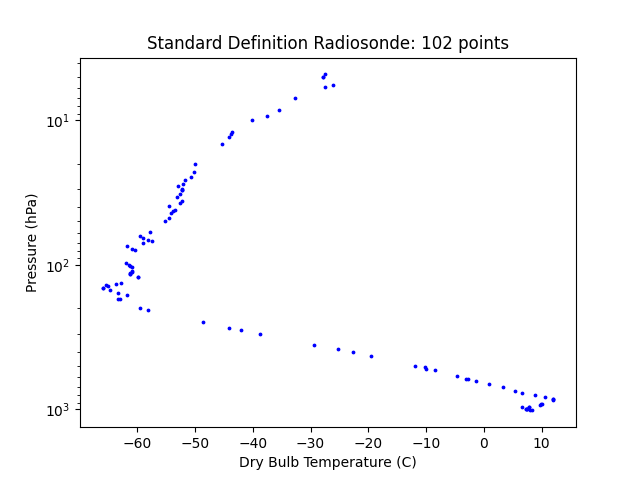 Standard Definition Radiosonde: 102 points
10¹
10²
10³
Pressure (hPa)
−60 −50 −40 −30 −20 −10 0 10
Dry Bulb Temperature (C)